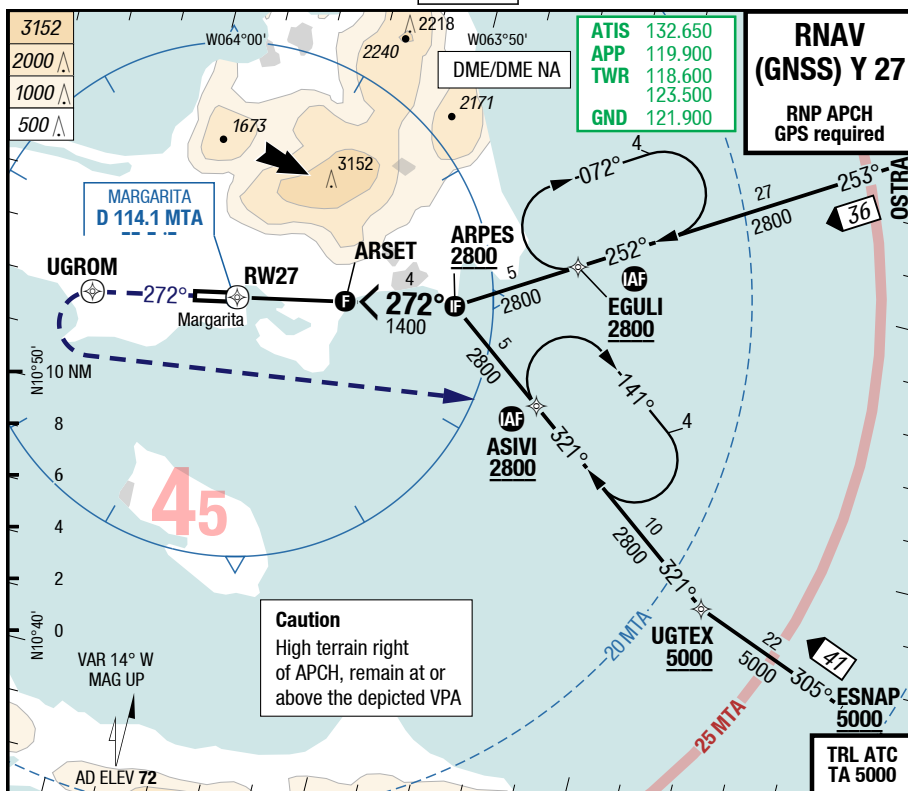 3152
2000
1000
500
W064°00'
2218
2240
W063°50'
DME/DME NA
ATIS 132.650
APP 119.900
TWR 118.600
123.500
GND 121.900
RNAV
(GNSS) Y 27
RNP APCH
GPS required
1673
2171
3152
072°
4
27
2800
253°
OSTRA
36
MARGARITA
D 114.1 MTA
UGROM
272°
RW27
Margarita
ARSET
4
272°
1400
ARPES
2800
F
IF
5
2800
252°
IAF
EGULI
2800
5
2800
141°
4
IAF
ASIVI
2800
321°
N10°50'
10 NM
8
6
4
2
0
N10°40'
45
10
2800
321°
UGTEX
5000
22
5000
305°
41
ESNAP
5000
20 MTA
25 MTA
Caution
High terrain right
of APCH, remain at or
above the depicted VPA
VAR 14° W
MAG UP
AD ELEV 72
TRL ATC
TA 5000